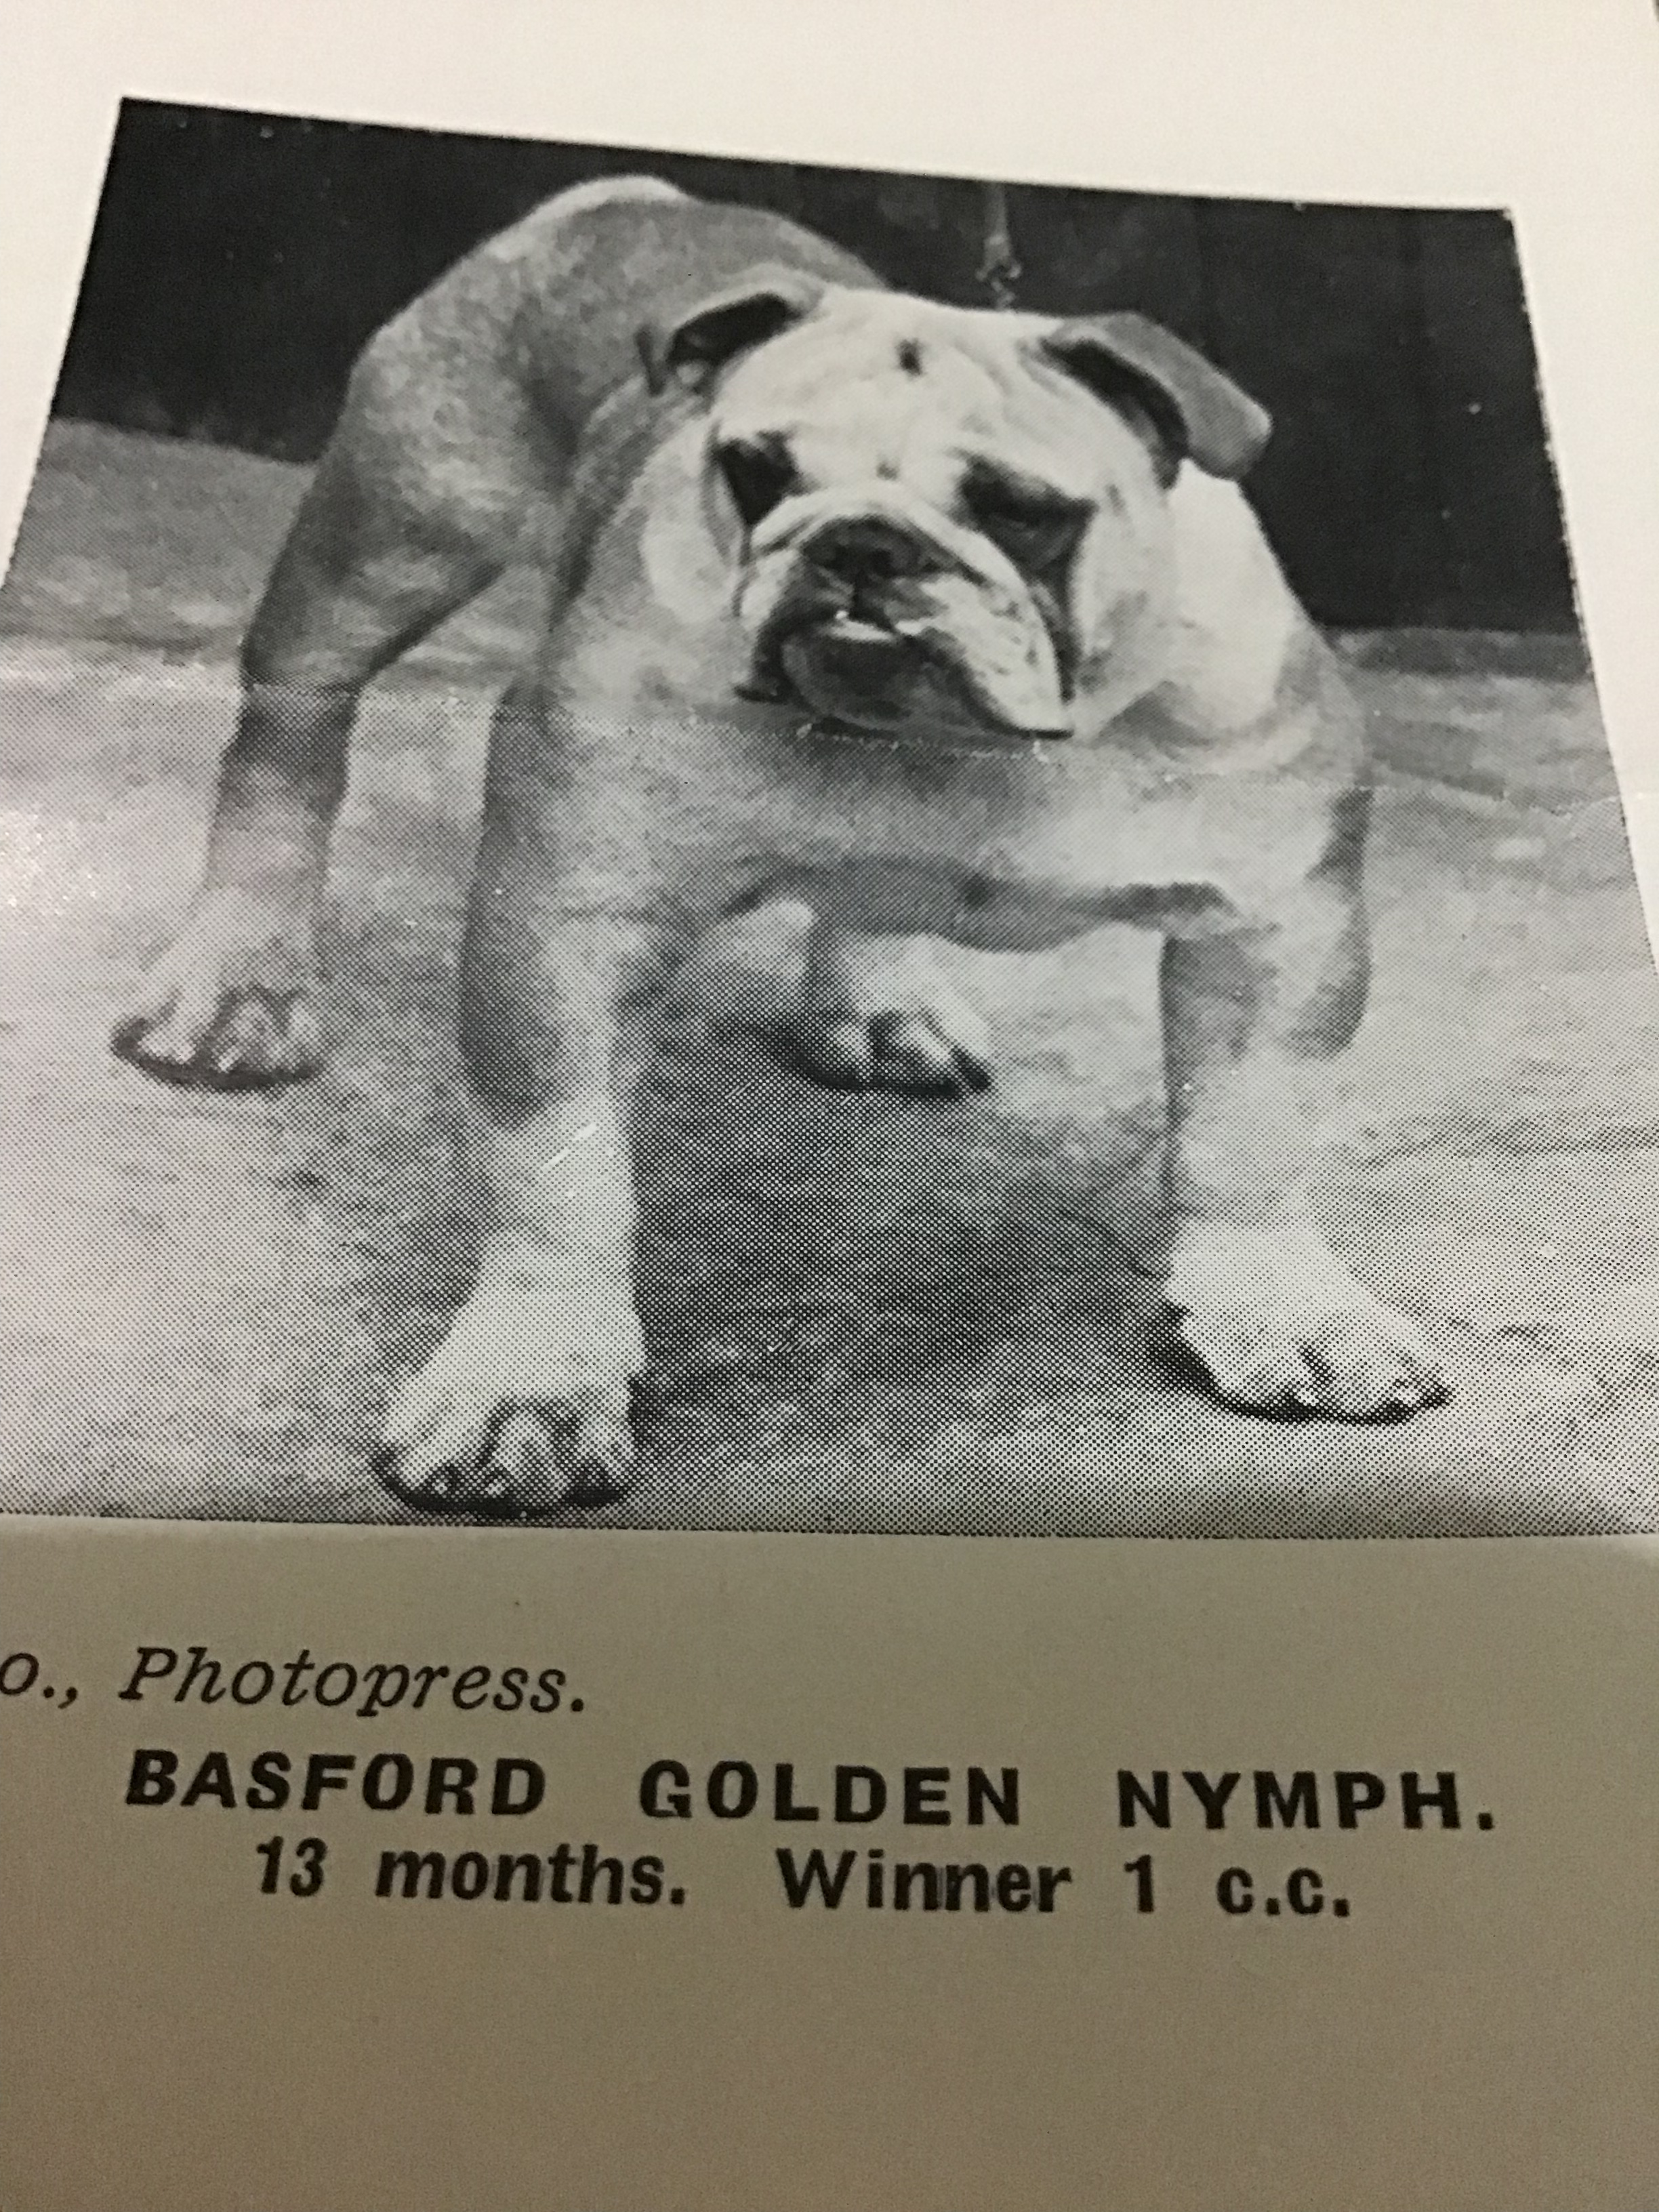 o., Photopress.
BASFORD GOLDEN NYMPH.
13 months. Winner 1 c.c.